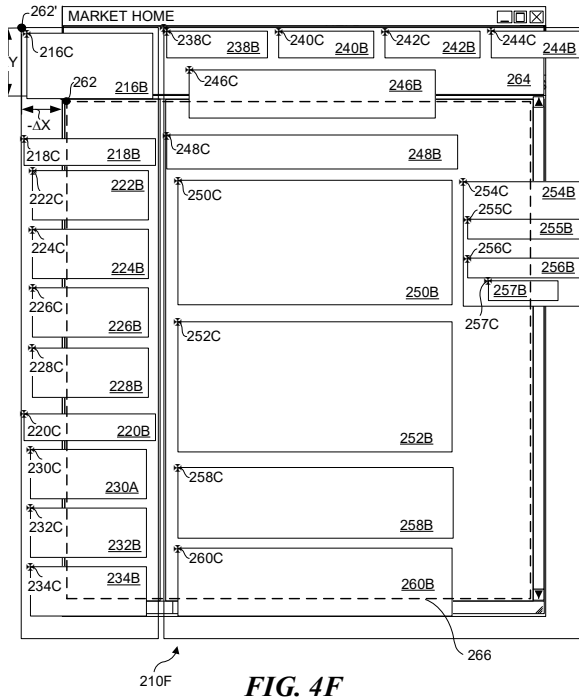 262' MARKET HOME
216C 238C 238B 240C 240B 242C 242B 244C 244B
Y 216B 246C 246B 264
262
-ΔX
218C 218B 248C 248B
222C 222B 250C 254C 254B
255C
224C 224B 255B
256C
256B
226C 226B 250B 257B
257C
252C
228C 228B
220C 220B 252B
230C 230A 258C
232C 232B 258B
234C 234B 260C 260B
266
210F
FIG. 4F